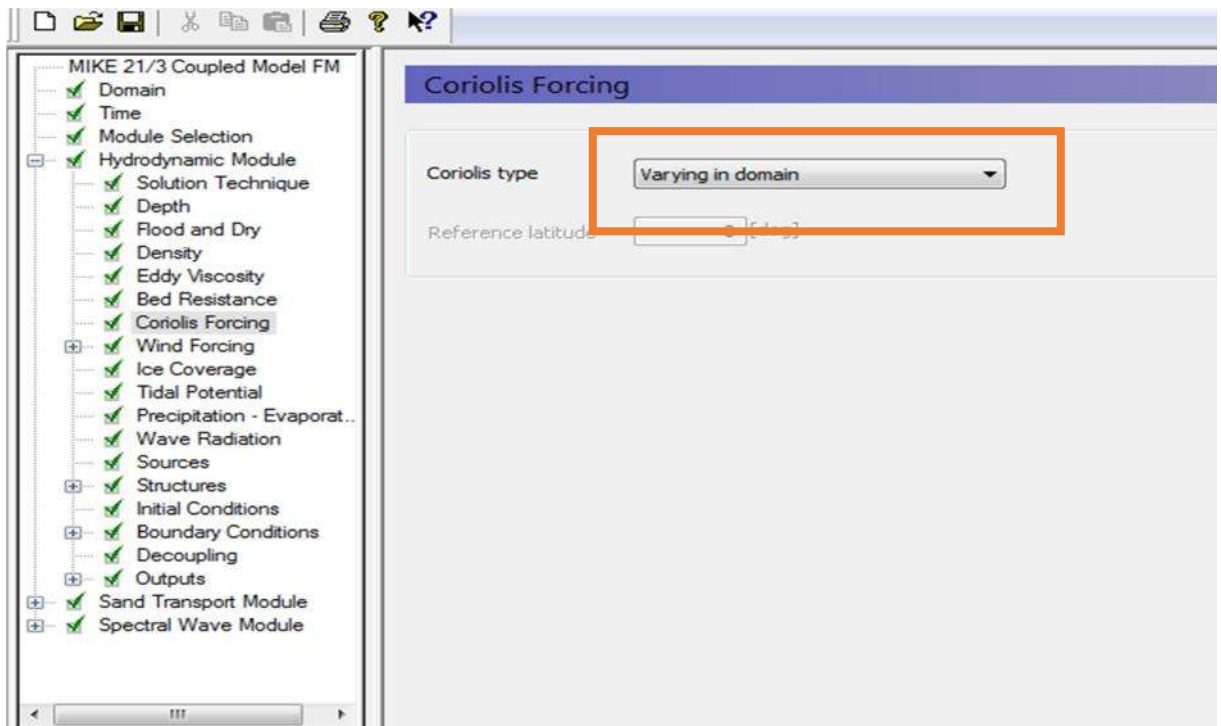 MIKE 21/3 Coupled Model FM
Domain
Time
Module Selection
Hydrodynamic Module
Solution Technique
Depth
Flood and Dry
Density
Eddy Viscosity
Bed Resistance
Coriolis Forcing
Wind Forcing
Ice Coverage
Tidal Potential
Precipitation - Evaporat..
Wave Radiation
Sources
Structures
Initial Conditions
Boundary Conditions
Decoupling
Outputs
Sand Transport Module
Spectral Wave Module
Coriolis Forcing
Coriolis type Varying in domain
Reference latitude [deg]